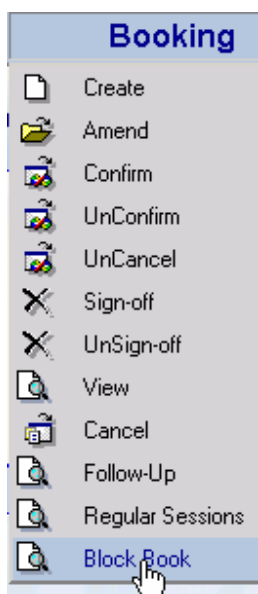 Booking
Create
Amend
Confirm
UnConfirm
UnCancel
Sign-off
UnSign-off
View
Cancel
Follow-Up
Regular Sessions
Block Book